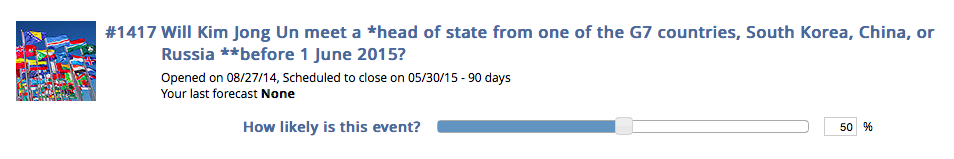 #1417 Will Kim Jong Un meet a *head of state from one of the G7 countries, South Korea, China, or
Russia **before 1 June 2015?
Opened on 08/27/14, Scheduled to close on 05/30/15 - 90 days
Your last forecast None
How likely is this event? 50 %